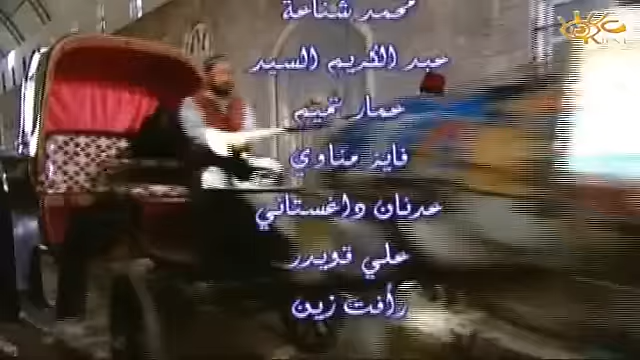 محمد شناعة
عبد الكريم السيد
عمار تميم
فايز مناوي
عدنان داغستاني
علي قويدر
رأفت زين